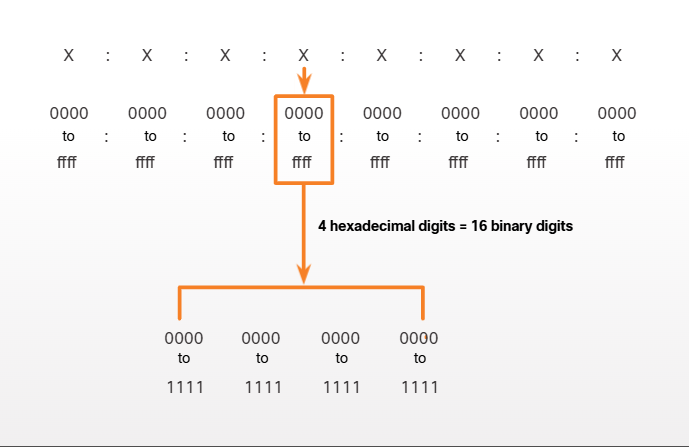 X : X : X : X : X : X : X : X
0000 0000 0000 0000 0000 0000 0000 0000
to : to : to : to : to : to : to : to
ffff ffff ffff ffff ffff ffff ffff ffff
4 hexadecimal digits = 16 binary digits
0000 0000 0000 0000
to to to to
1111 1111 1111 1111